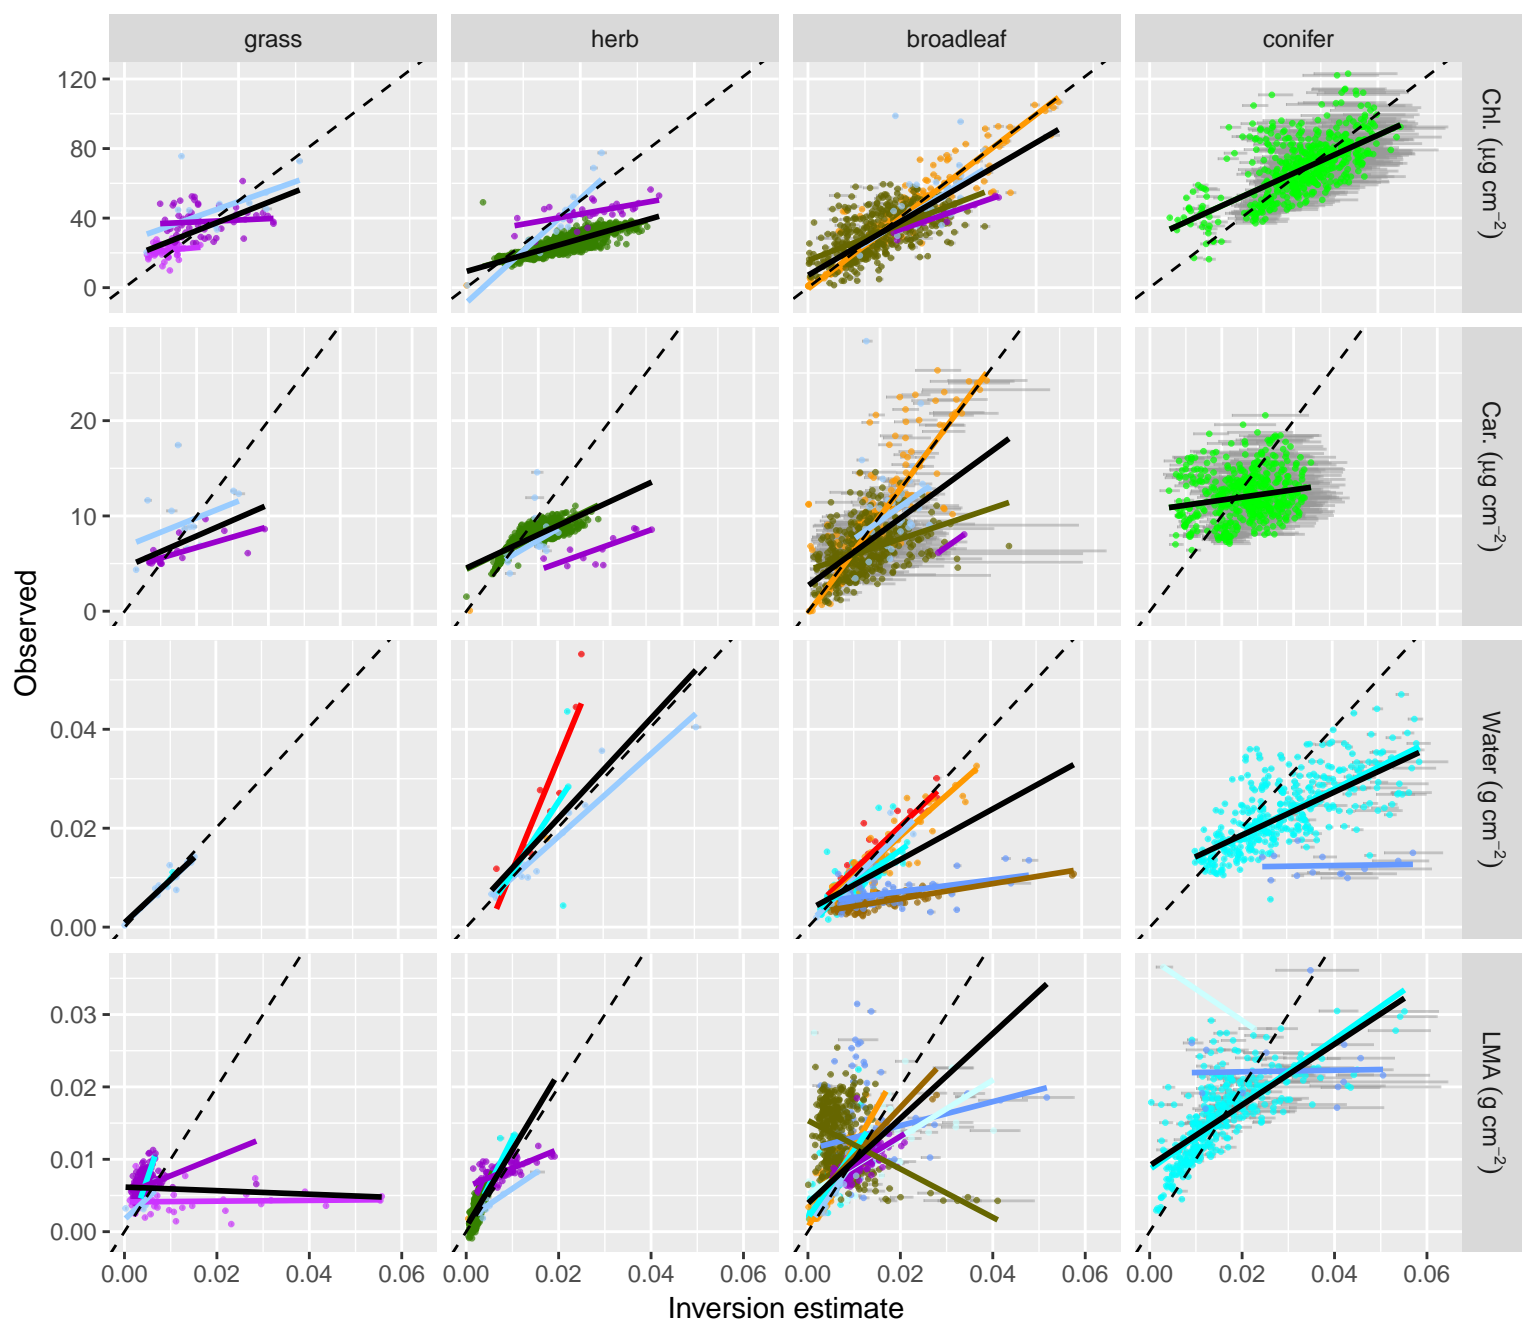 grass herb broadleaf conifer
120
80
40
0
Chl. (μg cm⁻²)
20
10
0
Car. (μg cm⁻²)
Observed
0.04
0.02
0.00
Water (g cm⁻²)
0.03
0.02
0.01
0.00
LMA (g cm⁻²)
0.00 0.02 0.04 0.06 0.00 0.02 0.04 0.06 0.00 0.02 0.04 0.06 0.00 0.02 0.04 0.06
Inversion estimate